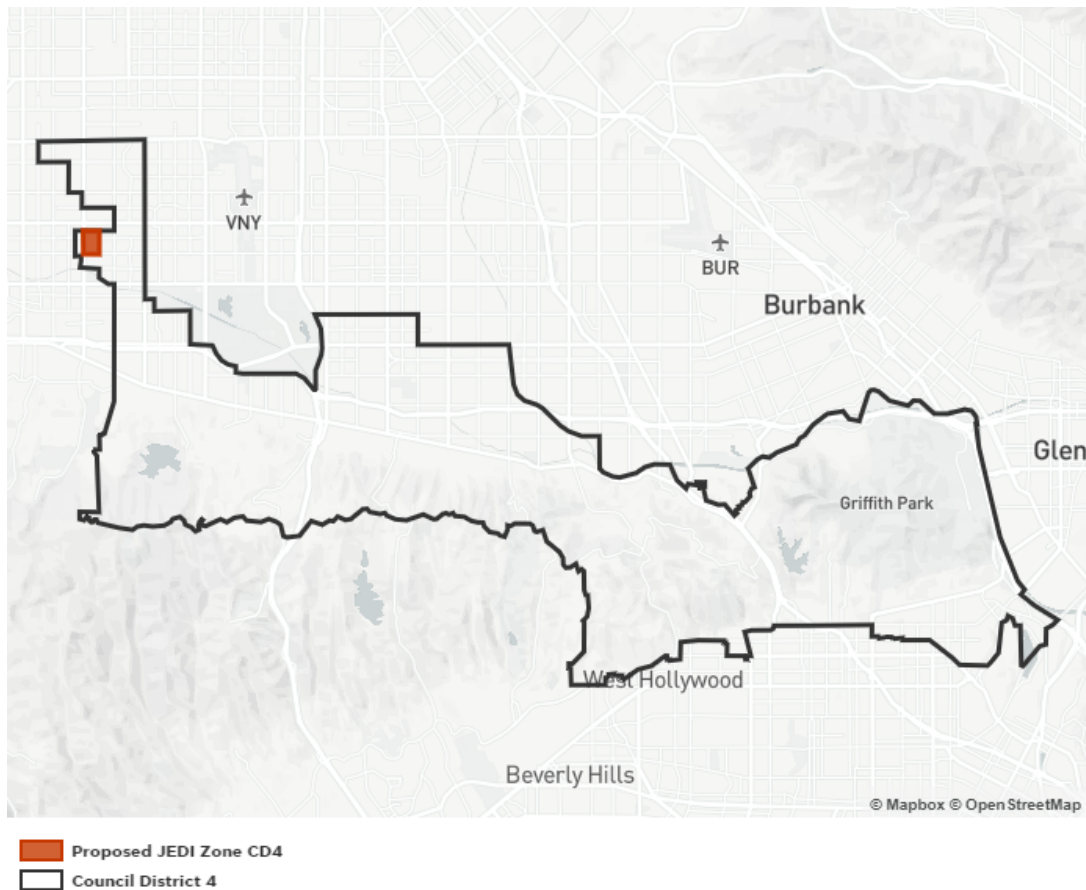 VNY
BUR
Burbank
Glen
Griffith Park
West Hollywood
Beverly Hills
© Mapbox © OpenStreetMap
Proposed JEDI Zone CD4
Council District 4